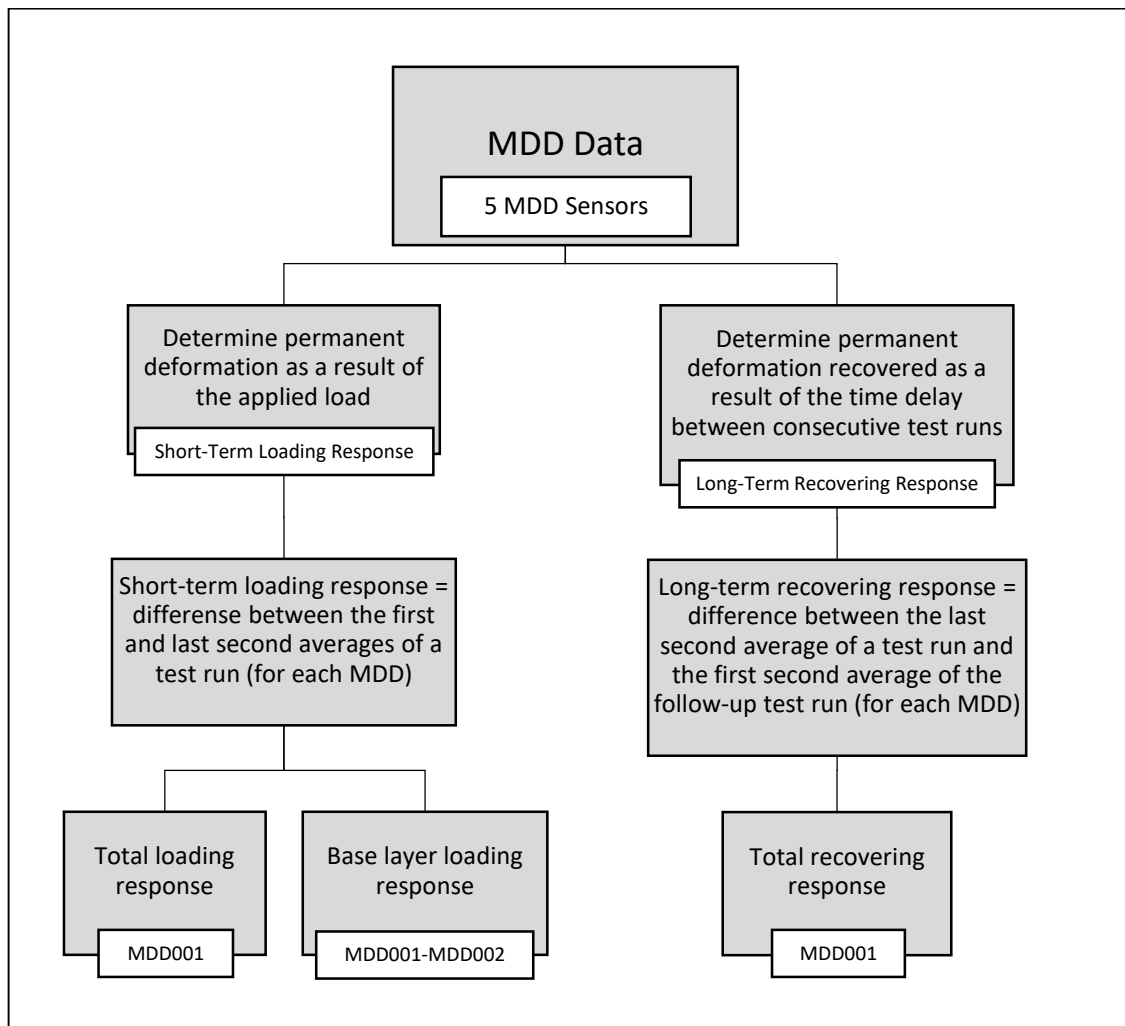 MDD Data
5 MDD Sensors
Determine permanent
deformation as a result of
the applied load
Short-Term Loading Response
Determine permanent
deformation recovered as a
result of the time delay
between consecutive test runs
Long-Term Recovering Response
Short-term loading response =
differense between the first
and last second averages of a
test run (for each MDD)
Long-term recovering response =
difference between the last
second average of a test run and
the first second average of the
follow-up test run (for each MDD)
Total loading
response
MDD001
Base layer loading
response
MDD001-MDD002
Total recovering
response
MDD001